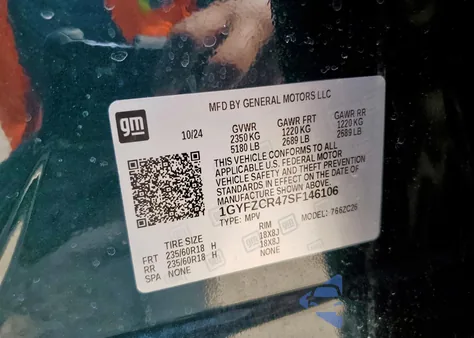 MFD BY GENERAL MOTORS LLC
gm
10/24
GVWR GAWR FRT GAWR RR
2350 KG 1220 KG 1220 KG
5180 LB 2689 LB 2689 LB
THIS VEHICLE CONFORMS TO ALL
APPLICABLE U.S. FEDERAL MOTOR
VEHICLE SAFETY AND THEFT PREVENTION
STANDARDS IN EFFECT ON THE DATE OF
MANUFACTURE SHOWN ABOVE.
1GYFZCR47SF146106
TYPE: MPV MODEL: 766ZC26
TIRE SIZE RIM
FRT 235/60R18 H 18X8J
RR 235/60R18 H 18X8J
SPA NONE NONE